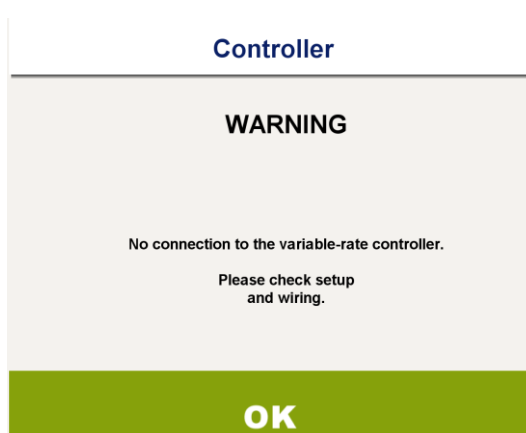 Controller
WARNING
No connection to the variable-rate controller.
Please check setup
and wiring.
OK